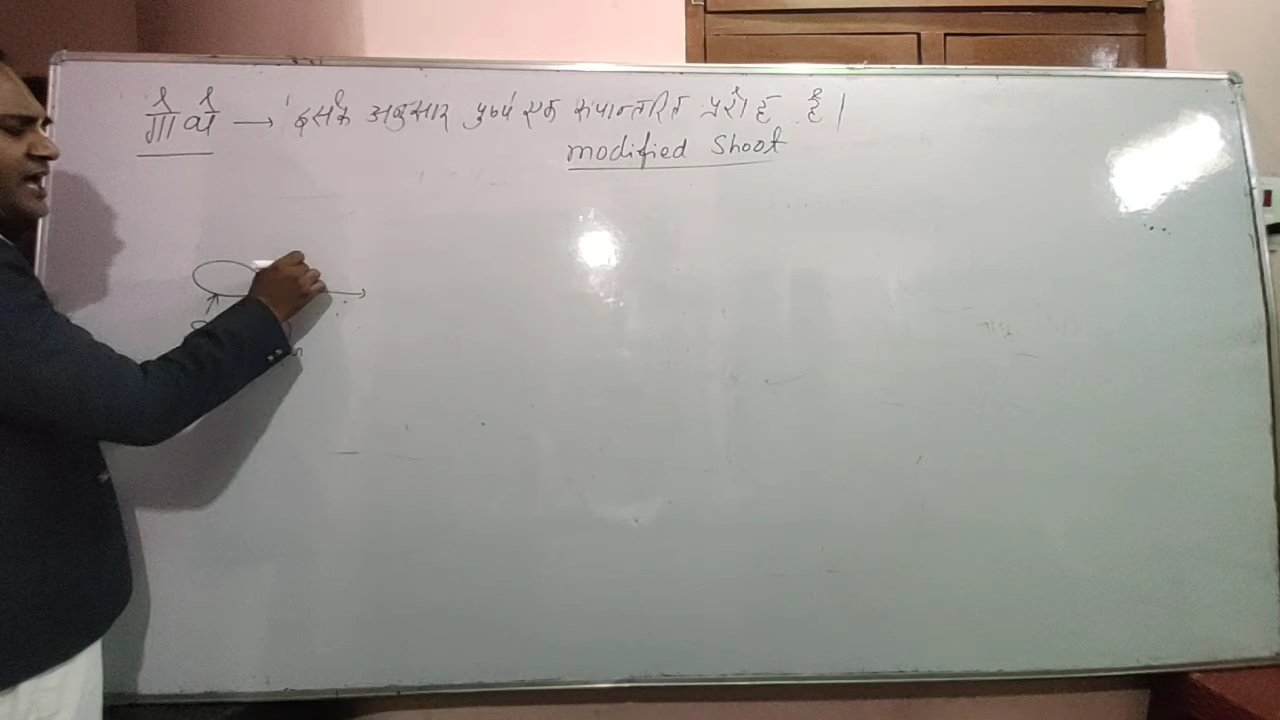 गोथे → इसके अनुसार पुष्प एक रूपान्तरित प्ररोह है।
modified Shoot